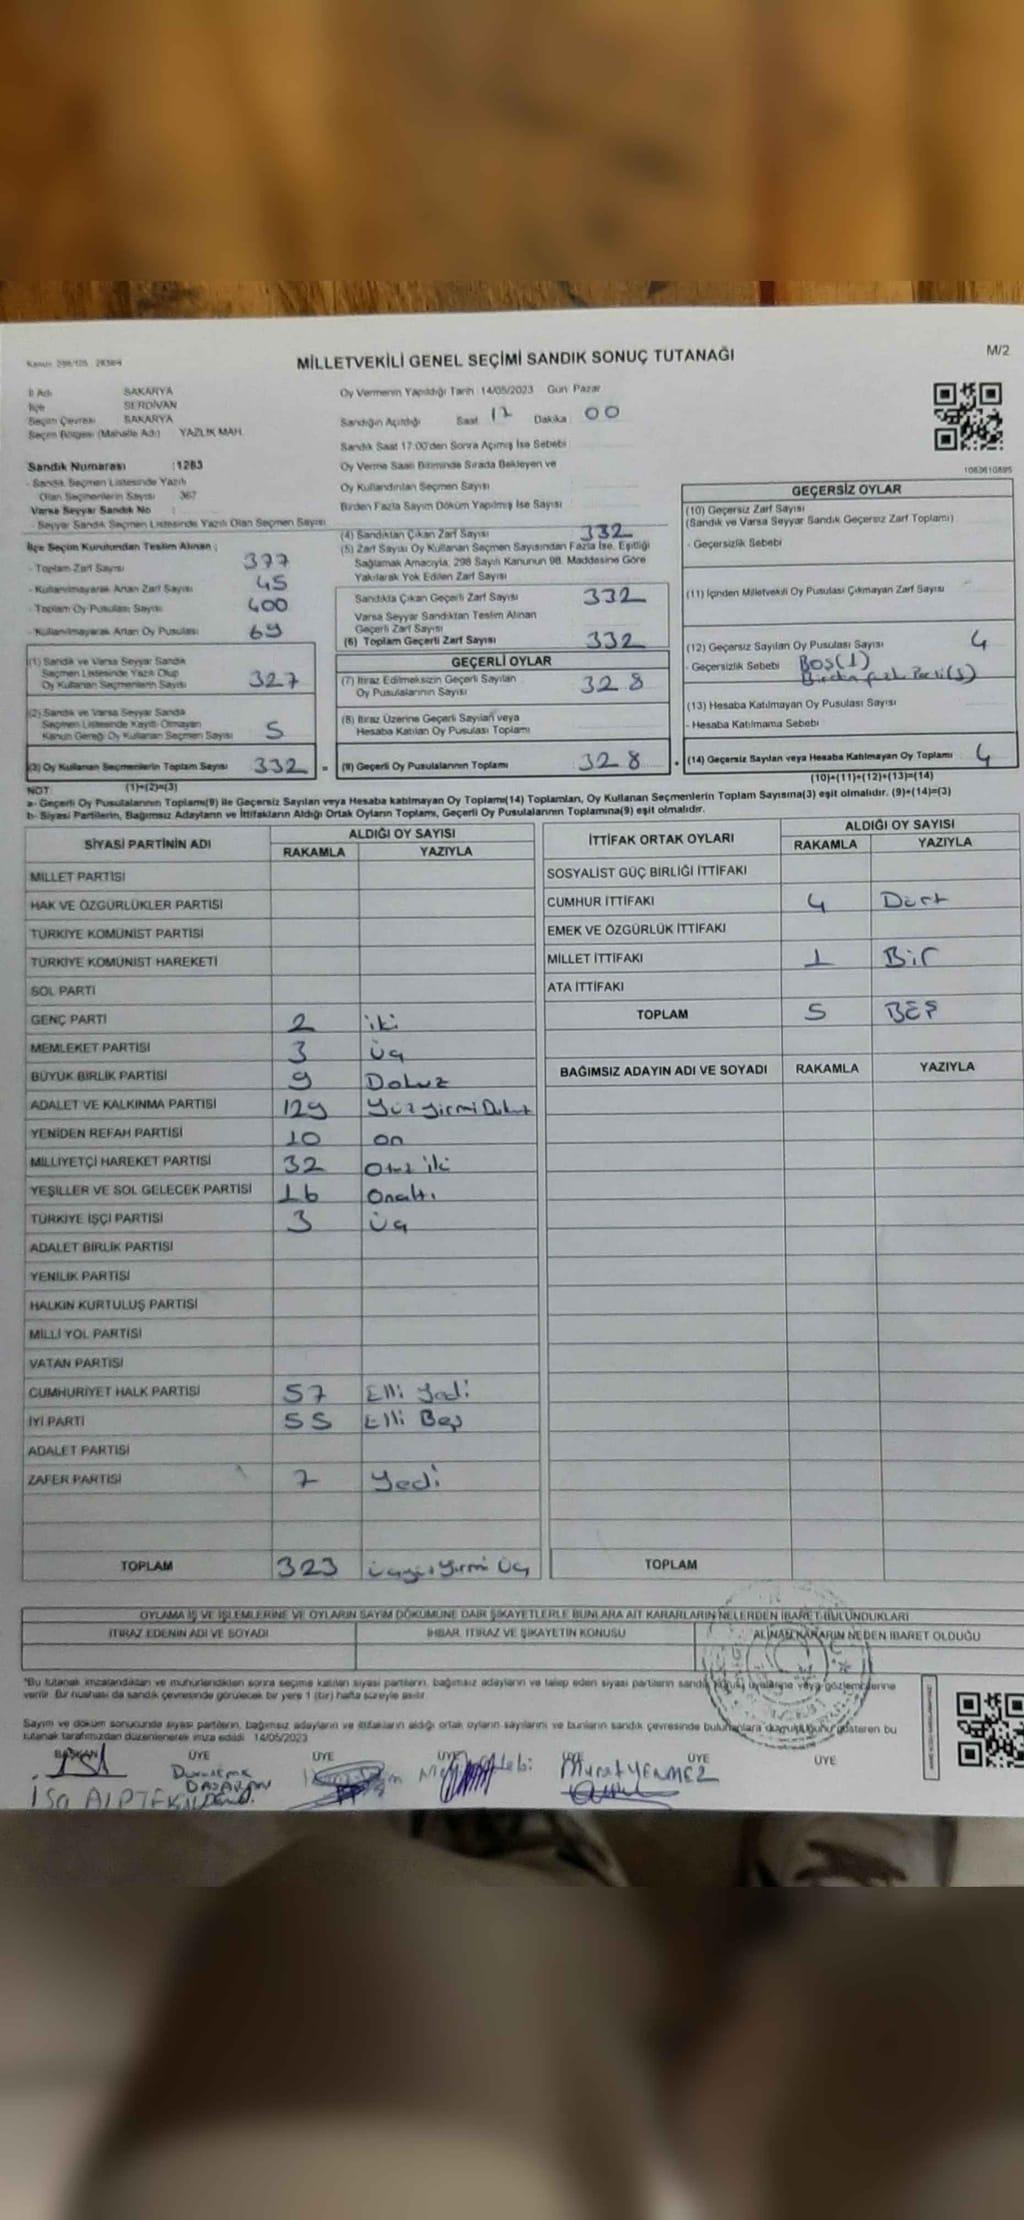 MİLLETVEKİLİ GENEL SEÇİMİ SANDIK SONUÇ TUTANAĞI
M/2
İl Adı SAKARYA
İlçe SERDİVAN
Seçim Çevresi SAKARYA
Seçim Bölgesi (Mahalle Adı) YAZLIK MAH.
Sandık Numarası :1283
- Sandık Seçmen Listesinde Yazılı
Olan Seçmenlerin Sayısı 367
Varsa Seyyar Sandık No :
- Seyyar Sandık Seçmen Listesinde Yazılı Olan Seçmen Sayısı
İlçe Seçim Kurulundan Teslim Alınan ;
- Toplam Zarf Sayısı 377
- Kullanılmayarak Artan Zarf Sayısı 45
- Toplam Oy Pusulası Sayısı 400
- Kullanılmayarak Artan Oy Pusulası 69
(1) Sandık ve Varsa Seyyar Sandık
Seçmen Listesinde Yazılı Olup
Oy Kullanan Seçmenlerin Sayısı 327
(2) Sandık ve Varsa Seyyar Sandık
Seçmen Listesinde Kayıtlı Olmayan
Kanun Gereği Oy Kullanan Seçmen Sayısı 5
(3) Oy Kullanan Seçmenlerin Toplam Sayısı 332 =
Oy Vermenin Yapıldığı Tarih : 14/05/2023 Gün: Pazar
Sandığın Açıldığı Saat 17 Dakika 00
Sandık Saat 17:00'den Sonra Açılmış İse Sebebi
Oy Verme Saati Bitiminde Sırada Bekleyen ve
Oy Kullandırılan Seçmen Sayısı
Birden Fazla Sayım Döküm Yapılmış İse Sayısı
(4) Sandıktan Çıkan Zarf Sayısı 332
(5) Zarf Sayısı Oy Kullanan Seçmen Sayısından Fazla İse, Eşitliği
Sağlamak Amacıyla, 298 Sayılı Kanunun 98. Maddesine Göre
Yakılarak Yok Edilen Zarf Sayısı
Sandıkta Çıkan Geçerli Zarf Sayısı 332
Varsa Seyyar Sandıktan Teslim Alınan
Geçerli Zarf Sayısı
(6) Toplam Geçerli Zarf Sayısı 332
GEÇERLİ OYLAR
(7) İtiraz Edilmeksizin Geçerli Sayılan
Oy Pusulalarının Sayısı 328
(8) İtiraz Üzerine Geçerli Sayılan veya
Hesaba Katılan Oy Pusulası Toplamı
(9) Geçerli Oy Pusulalarının Toplamı 328 +
1083610895
GEÇERSİZ OYLAR
(10) Geçersiz Zarf Sayısı
(Sandık ve Varsa Seyyar Sandık Geçersiz Zarf Toplamı)
- Geçersizlik Sebebi
(11) İçinden Milletvekili Oy Pusulası Çıkmayan Zarf Sayısı
(12) Geçersiz Sayılan Oy Pusulası Sayısı 4
- Geçersizlik Sebebi BOŞ(1)
(13) Hesaba Katılmayan Oy Pusulası Sayısı
- Hesaba Katılmama Sebebi
(14) Geçersiz Sayılan veya Hesaba Katılmayan Oy Toplamı 4
NOT: (1)+(2)=(3)
(10)+(11)+(12)+(13)=(14)
a- Geçerli Oy Pusulalarının Toplamı(9) ile Geçersiz Sayılan veya Hesaba katılmayan Oy Toplamı(14) Toplamları, Oy Kullanan Seçmenlerin Toplam Sayısına(3) eşit olmalıdır. (9)+(14)=(3)
b- Siyasi Partilerin, Bağımsız Adayların ve İttifakların Aldığı Ortak Oyların Toplamı, Geçerli Oy Pusulalarının Toplamına(9) eşit olmalıdır.
SİYASİ PARTİNİN ADI ALDIĞI OY SAYISI
RAKAMLA YAZIYLA
MİLLET PARTİSİ
HAK VE ÖZGÜRLÜKLER PARTİSİ
TÜRKİYE KOMÜNİST PARTİSİ
TÜRKİYE KOMÜNİST HAREKETİ
SOL PARTİ
GENÇ PARTİ 2 iki
MEMLEKET PARTİSİ 3 üç
BÜYÜK BİRLİK PARTİSİ 9 Dokuz
ADALET VE KALKINMA PARTİSİ 129 Yüz yirmi Dokuz
YENİDEN REFAH PARTİSİ 10 on
MİLLİYETÇİ HAREKET PARTİSİ 32 Otuz iki
YEŞİLLER VE SOL GELECEK PARTİSİ 16 Onaltı
TÜRKİYE İŞÇİ PARTİSİ 3 üç
ADALET BİRLİK PARTİSİ
YENİLİK PARTİSİ
HALKIN KURTULUŞ PARTİSİ
MİLLİ YOL PARTİSİ
VATAN PARTİSİ
CUMHURİYET HALK PARTİSİ 57 Elli Yedi
İYİ PARTİ 55 Elli Beş
ADALET PARTİSİ
ZAFER PARTİSİ 7 Yedi
TOPLAM 323 üçyüz yirmi üç
İTTİFAK ORTAK OYLARI ALDIĞI OY SAYISI
RAKAMLA YAZIYLA
SOSYALİST GÜÇ BİRLİĞİ İTTİFAKI
CUMHUR İTTİFAKI 4 Dört
EMEK VE ÖZGÜRLÜK İTTİFAKI
MİLLET İTTİFAKI 1 Bir
ATA İTTİFAKI
TOPLAM 5 BEŞ
BAĞIMSIZ ADAYIN ADI VE SOYADI RAKAMLA YAZIYLA
TOPLAM
OYLAMA İŞ VE İŞLEMLERİNE VE OYLARIN SAYIM DÖKÜMÜNE DAİR ŞİKAYETLERLE BUNLARA AİT KARARLARIN NELERDEN İBARET BULUNDUKLARI
İTİRAZ EDENİN ADI VE SOYADI İHBAR, İTİRAZ VE ŞİKAYETİN KONUSU ALINAN KARARIN NEDEN İBARET OLDUĞU
*Bu tutanak imzalandıktan ve mühürlendikten sonra seçime katılan siyasi partilerin, bağımsız adayların ve talep eden siyasi partilerin sandık kurulu üyelerine veya gözlemcilerine
verilir. Bir nüshası da sandık çevresinde görülecek bir yere 1 (bir) hafta süreyle asılır.
Sayım ve döküm sonucunda siyasi partilerin, bağımsız adayların ve ittifakların aldığı ortak oyların sayılarını ve bunların sandık çevresinde bulunanlara duyurulduğunu gösteren bu
tutanak tarafımızdan düzenlenerek imza edildi. 14/05/2023
BAŞKAN ÜYE ÜYE ÜYE ÜYE ÜYE ÜYE
Murat YENMEZ
İsa ALPTEKİN